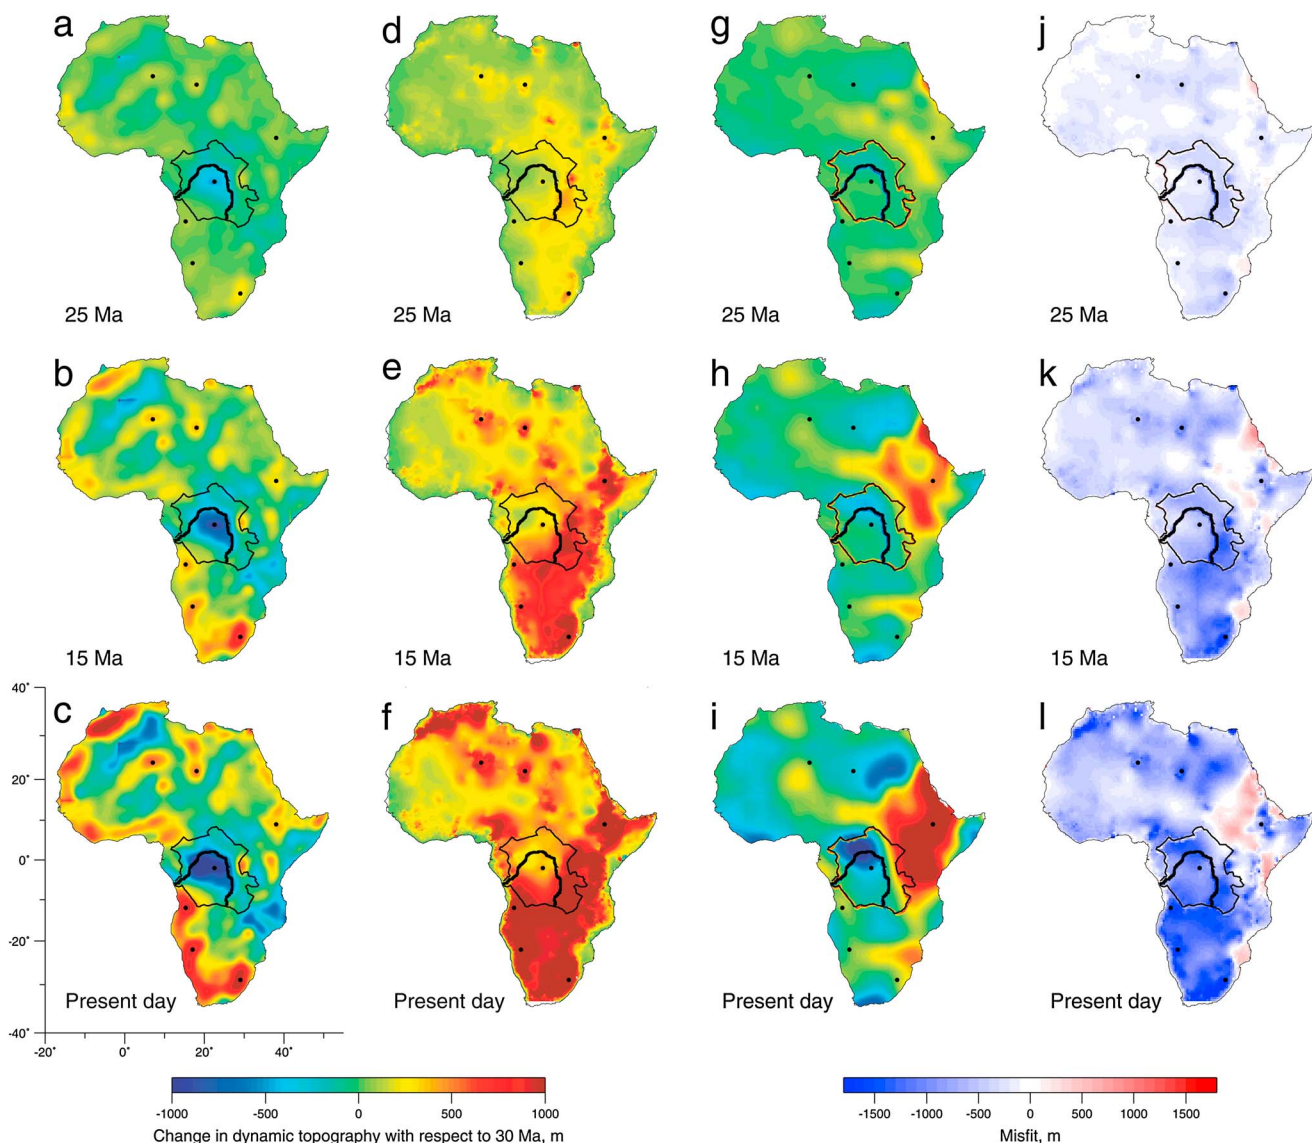 a d g j
25 Ma 25 Ma 25 Ma 25 Ma
b e h k
15 Ma 15 Ma 15 Ma 15 Ma
40°
c f i l
20°
0°
-20°
Present day Present day Present day Present day
-40°
-20° 0° 20° 40°
-1000 -500 0 500 1000
Change in dynamic topography with respect to 30 Ma, m
-1500 -1000 -500 0 500 1000 1500
Misfit, m